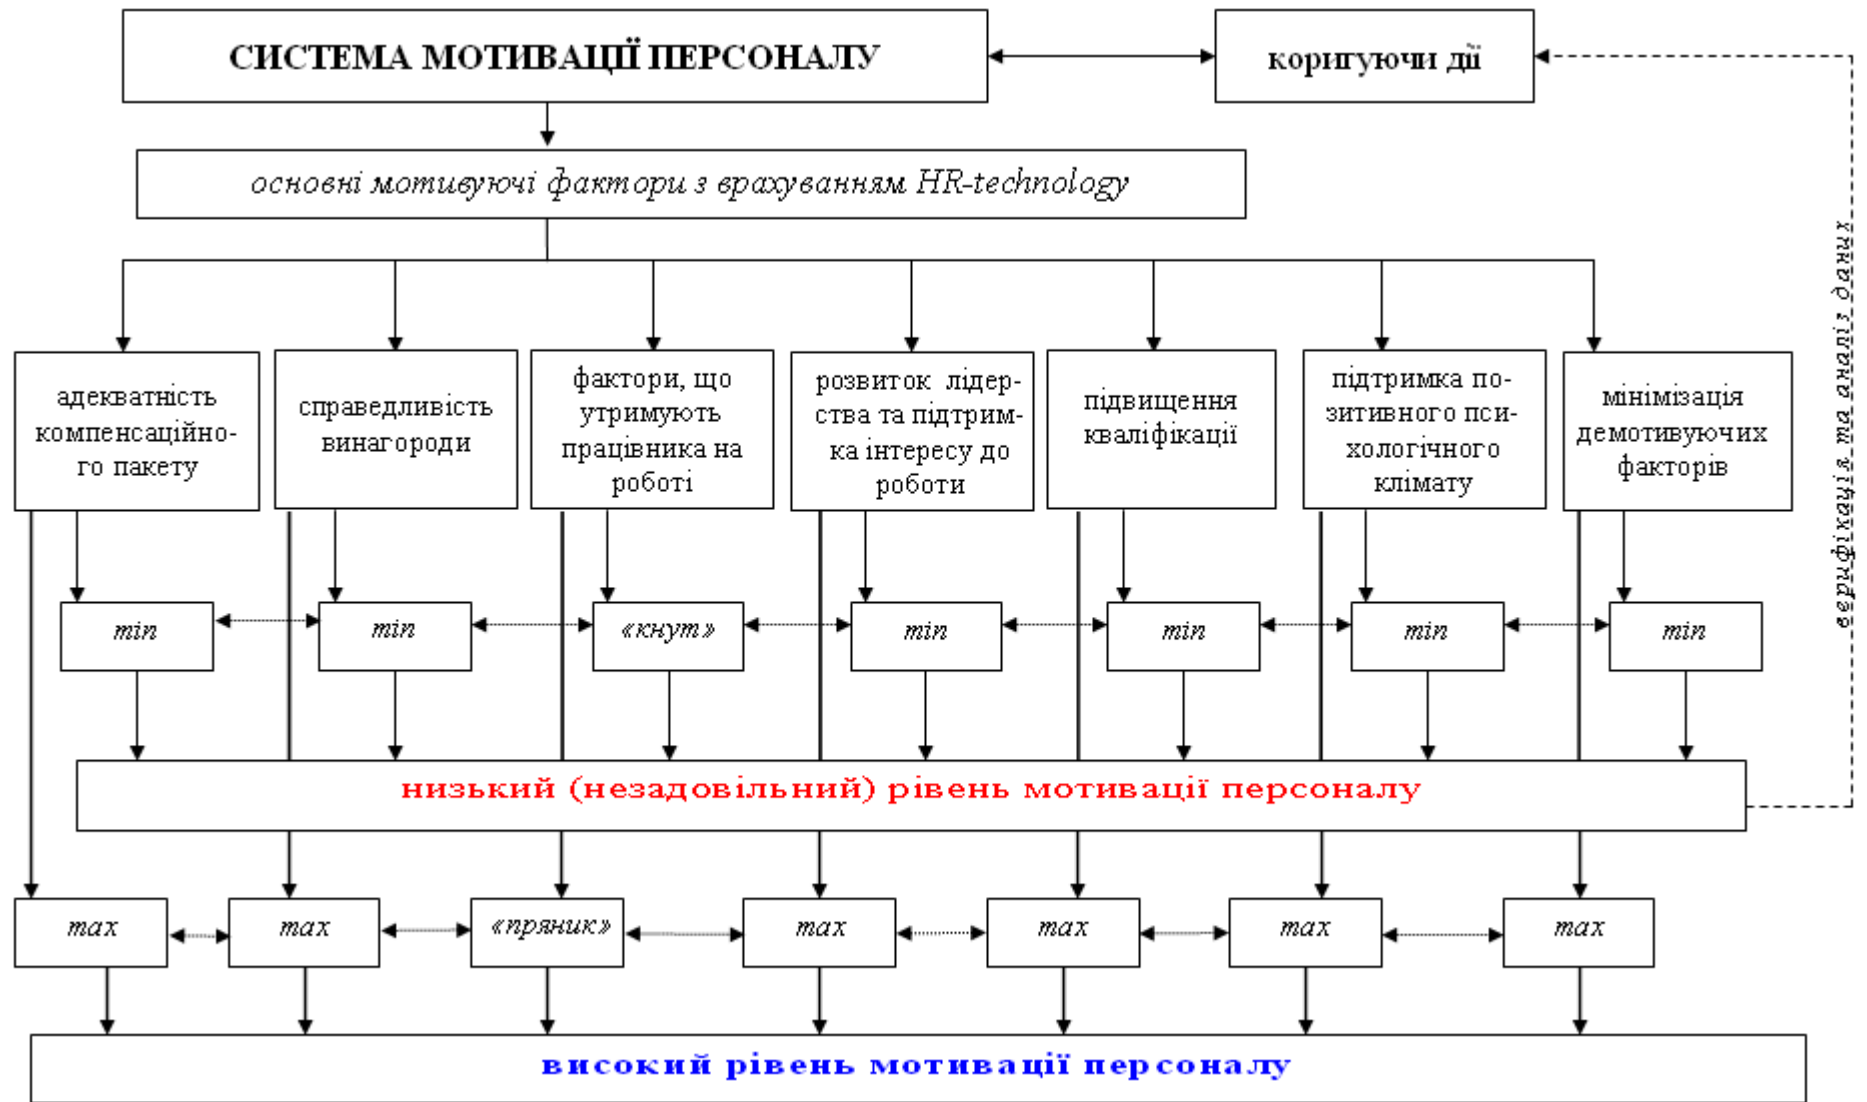 СИСТЕМА МОТИВАЦІЇ ПЕРСОНАЛУ
коригуючи дії
основні мотивуючі фактори з врахуванням HR-technology
верифікація та аналіз даних
адекватність
компенсаційно-
го пакету
справедливість
винагороди
фактори, що
утримують
працівника на
роботі
розвиток лідер-
ства та підтрим-
ка інтересу до
роботи
підвищення
кваліфікації
підтримка по-
зитивного пси-
хологічного
клімату
мінімізація
демотивуючих
факторів
min
min
«кнут»
min
min
min
min
низький (незадовільний) рівень мотивації персоналу
max
max
«пряник»
max
max
max
max
високий рівень мотивації персоналу